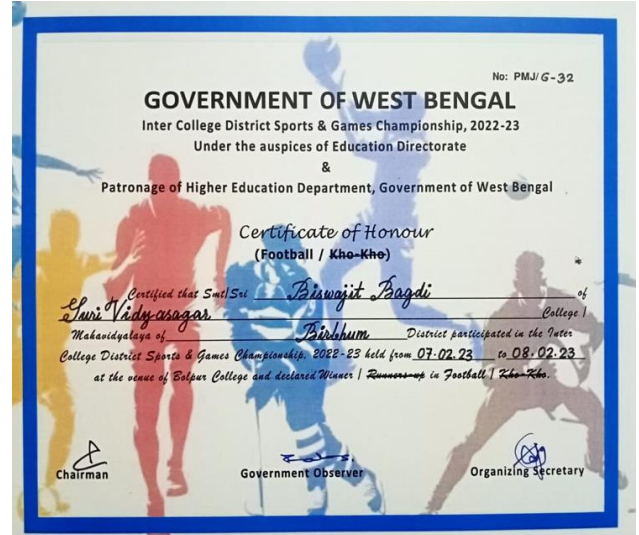 No: PMJ/G-32
GOVERNMENT OF WEST BENGAL
Inter College District Sports & Games Championship, 2022-23
Under the auspices of Education Directorate
&
Patronage of Higher Education Department, Government of West Bengal
Certificate of Honour
(Football / Kho-Kho)
Certified that Smt/Sri Biswajit Bagdi of
Suri Vidyasagar College /
Mahavidyalaya of Birbhum District participated in the Inter
College District Sports & Games Championship, 2022-23 held from 07.02.23 to 08.02.23
at the venue of Bolpur College and declared Winner / Runners-up in Football / Kho-Kho.
Chairman Government Observer Organizing Secretary